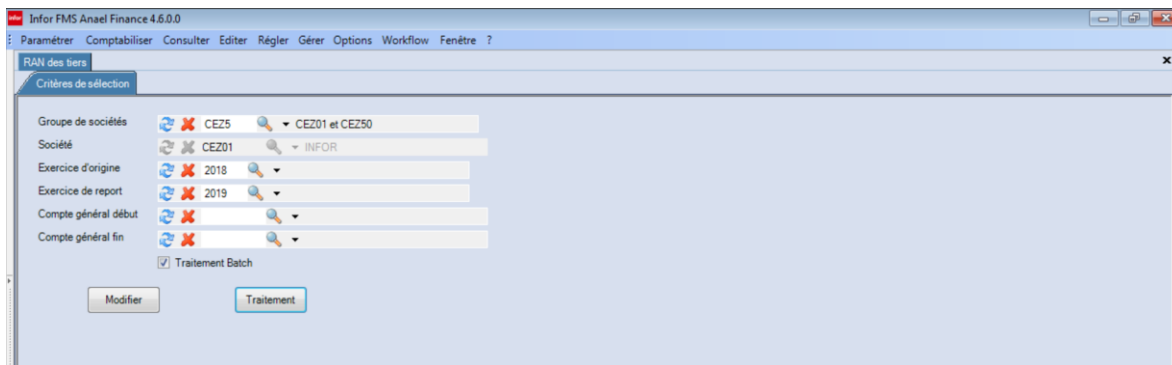 infor Infor FMS Anael Finance 4.6.0.0
Paramétrer Comptabiliser Consulter Editer Régler Gérer Options Workflow Fenêtre ?
RAN des tiers
Critères de sélection
Groupe de sociétés CEZ5 CEZ01 et CEZ50
Société CEZ01 INFOR
Exercice d'origine 2018
Exercice de report 2019
Compte général début
Compte général fin
Traitement Batch
Modifier Traitement